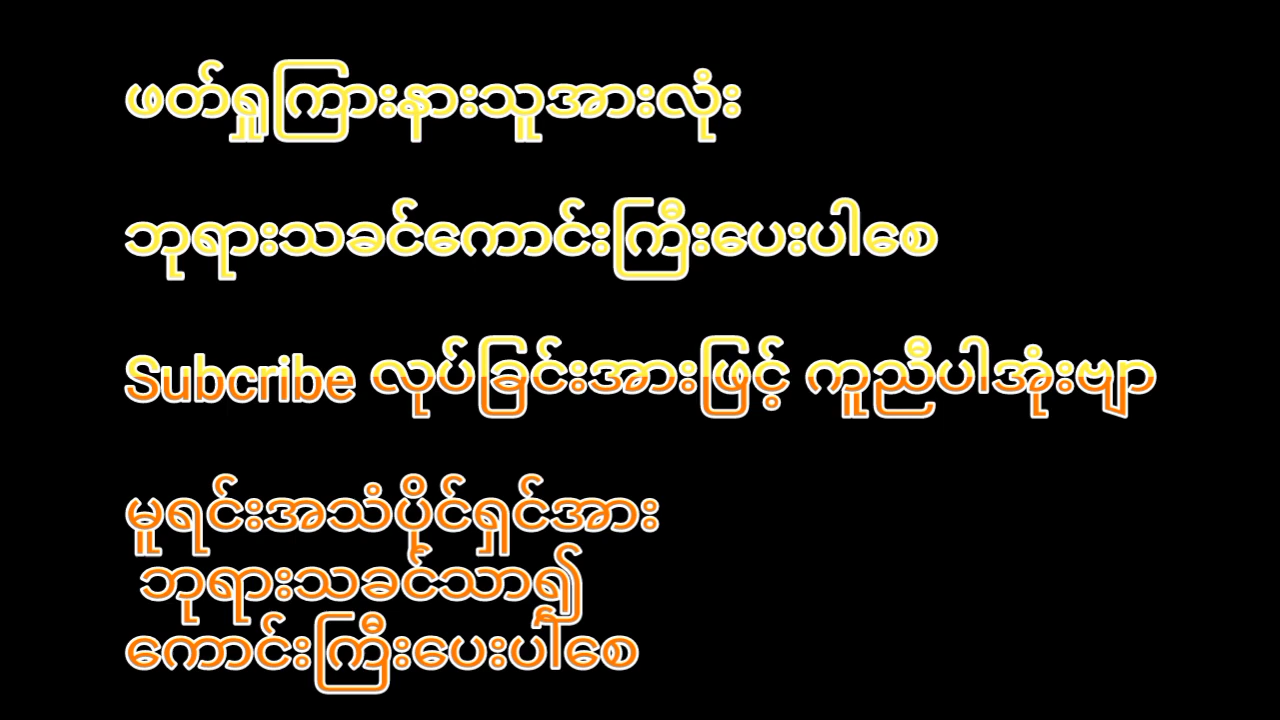 ဖတ်ရှုကြားနားသူအားလုံး
ဘုရားသခင်ကောင်းကြီးပေးပါစေ
Subcribe လုပ်ခြင်းအားဖြင့် ကူညီပါအုံးဗျာ
မူရင်းအသံပိုင်ရှင်အား
ဘုရားသခင်သာ၍
ကောင်းကြီးပေးပါစေ